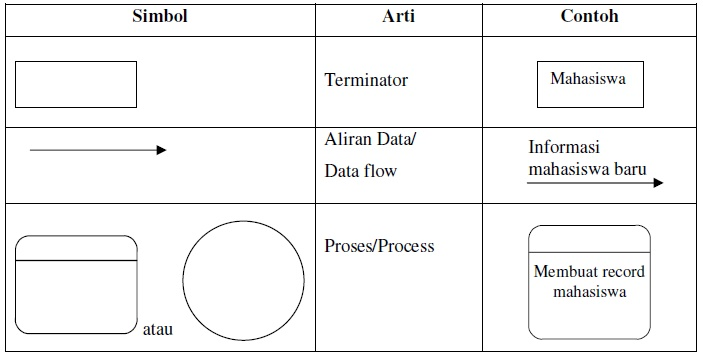 Simbol
Arti
Contoh
Terminator
Mahasiswa
Aliran Data/
Data flow
Informasi
mahasiswa baru
atau
Proses/Process
Membuat record
mahasiswa